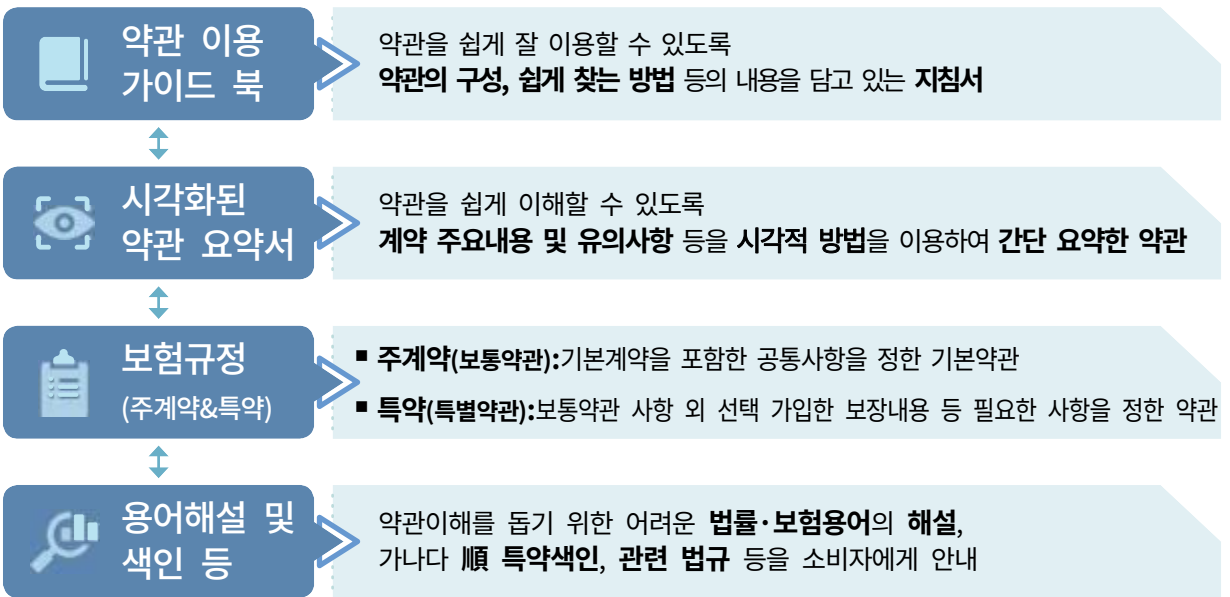 약관 이용
가이드 북
약관을 쉽게 잘 이용할 수 있도록
약관의 구성, 쉽게 찾는 방법 등의 내용을 담고 있는 지침서
시각화된
약관 요약서
약관을 쉽게 이해할 수 있도록
계약 주요내용 및 유의사항 등을 시각적 방법을 이용하여 간단 요약한 약관
보험규정
(주계약&특약)
▪ 주계약(보통약관):기본계약을 포함한 공통사항을 정한 기본약관
▪ 특약(특별약관):보통약관 사항 외 선택 가입한 보장내용 등 필요한 사항을 정한 약관
용어해설 및
색인 등
약관이해를 돕기 위한 어려운 법률·보험용어의 해설,
가나다 順 특약색인, 관련 법규 등을 소비자에게 안내